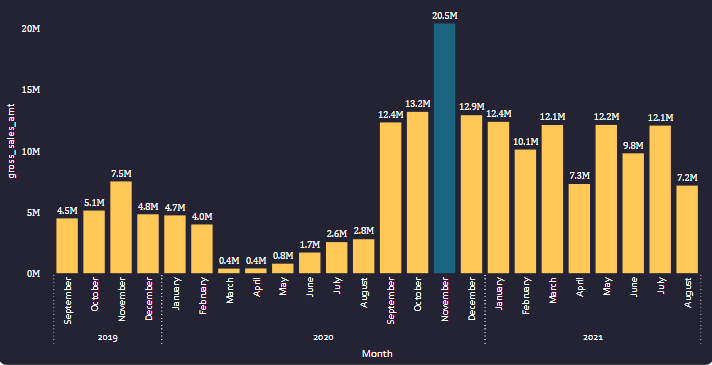 20M
15M
10M
5M
0M
gross_sales_amt
4.5M
5.1M
7.5M
4.8M
4.7M
4.0M
0.4M
0.4M
0.8M
1.7M
2.6M
2.8M
12.4M
13.2M
20.5M
12.9M
12.4M
10.1M
12.1M
7.3M
12.2M
9.8M
12.1M
7.2M
September
October
November
December
January
February
March
April
May
June
July
August
September
October
November
December
January
February
March
April
May
June
July
August
2019
2020
2021
Month